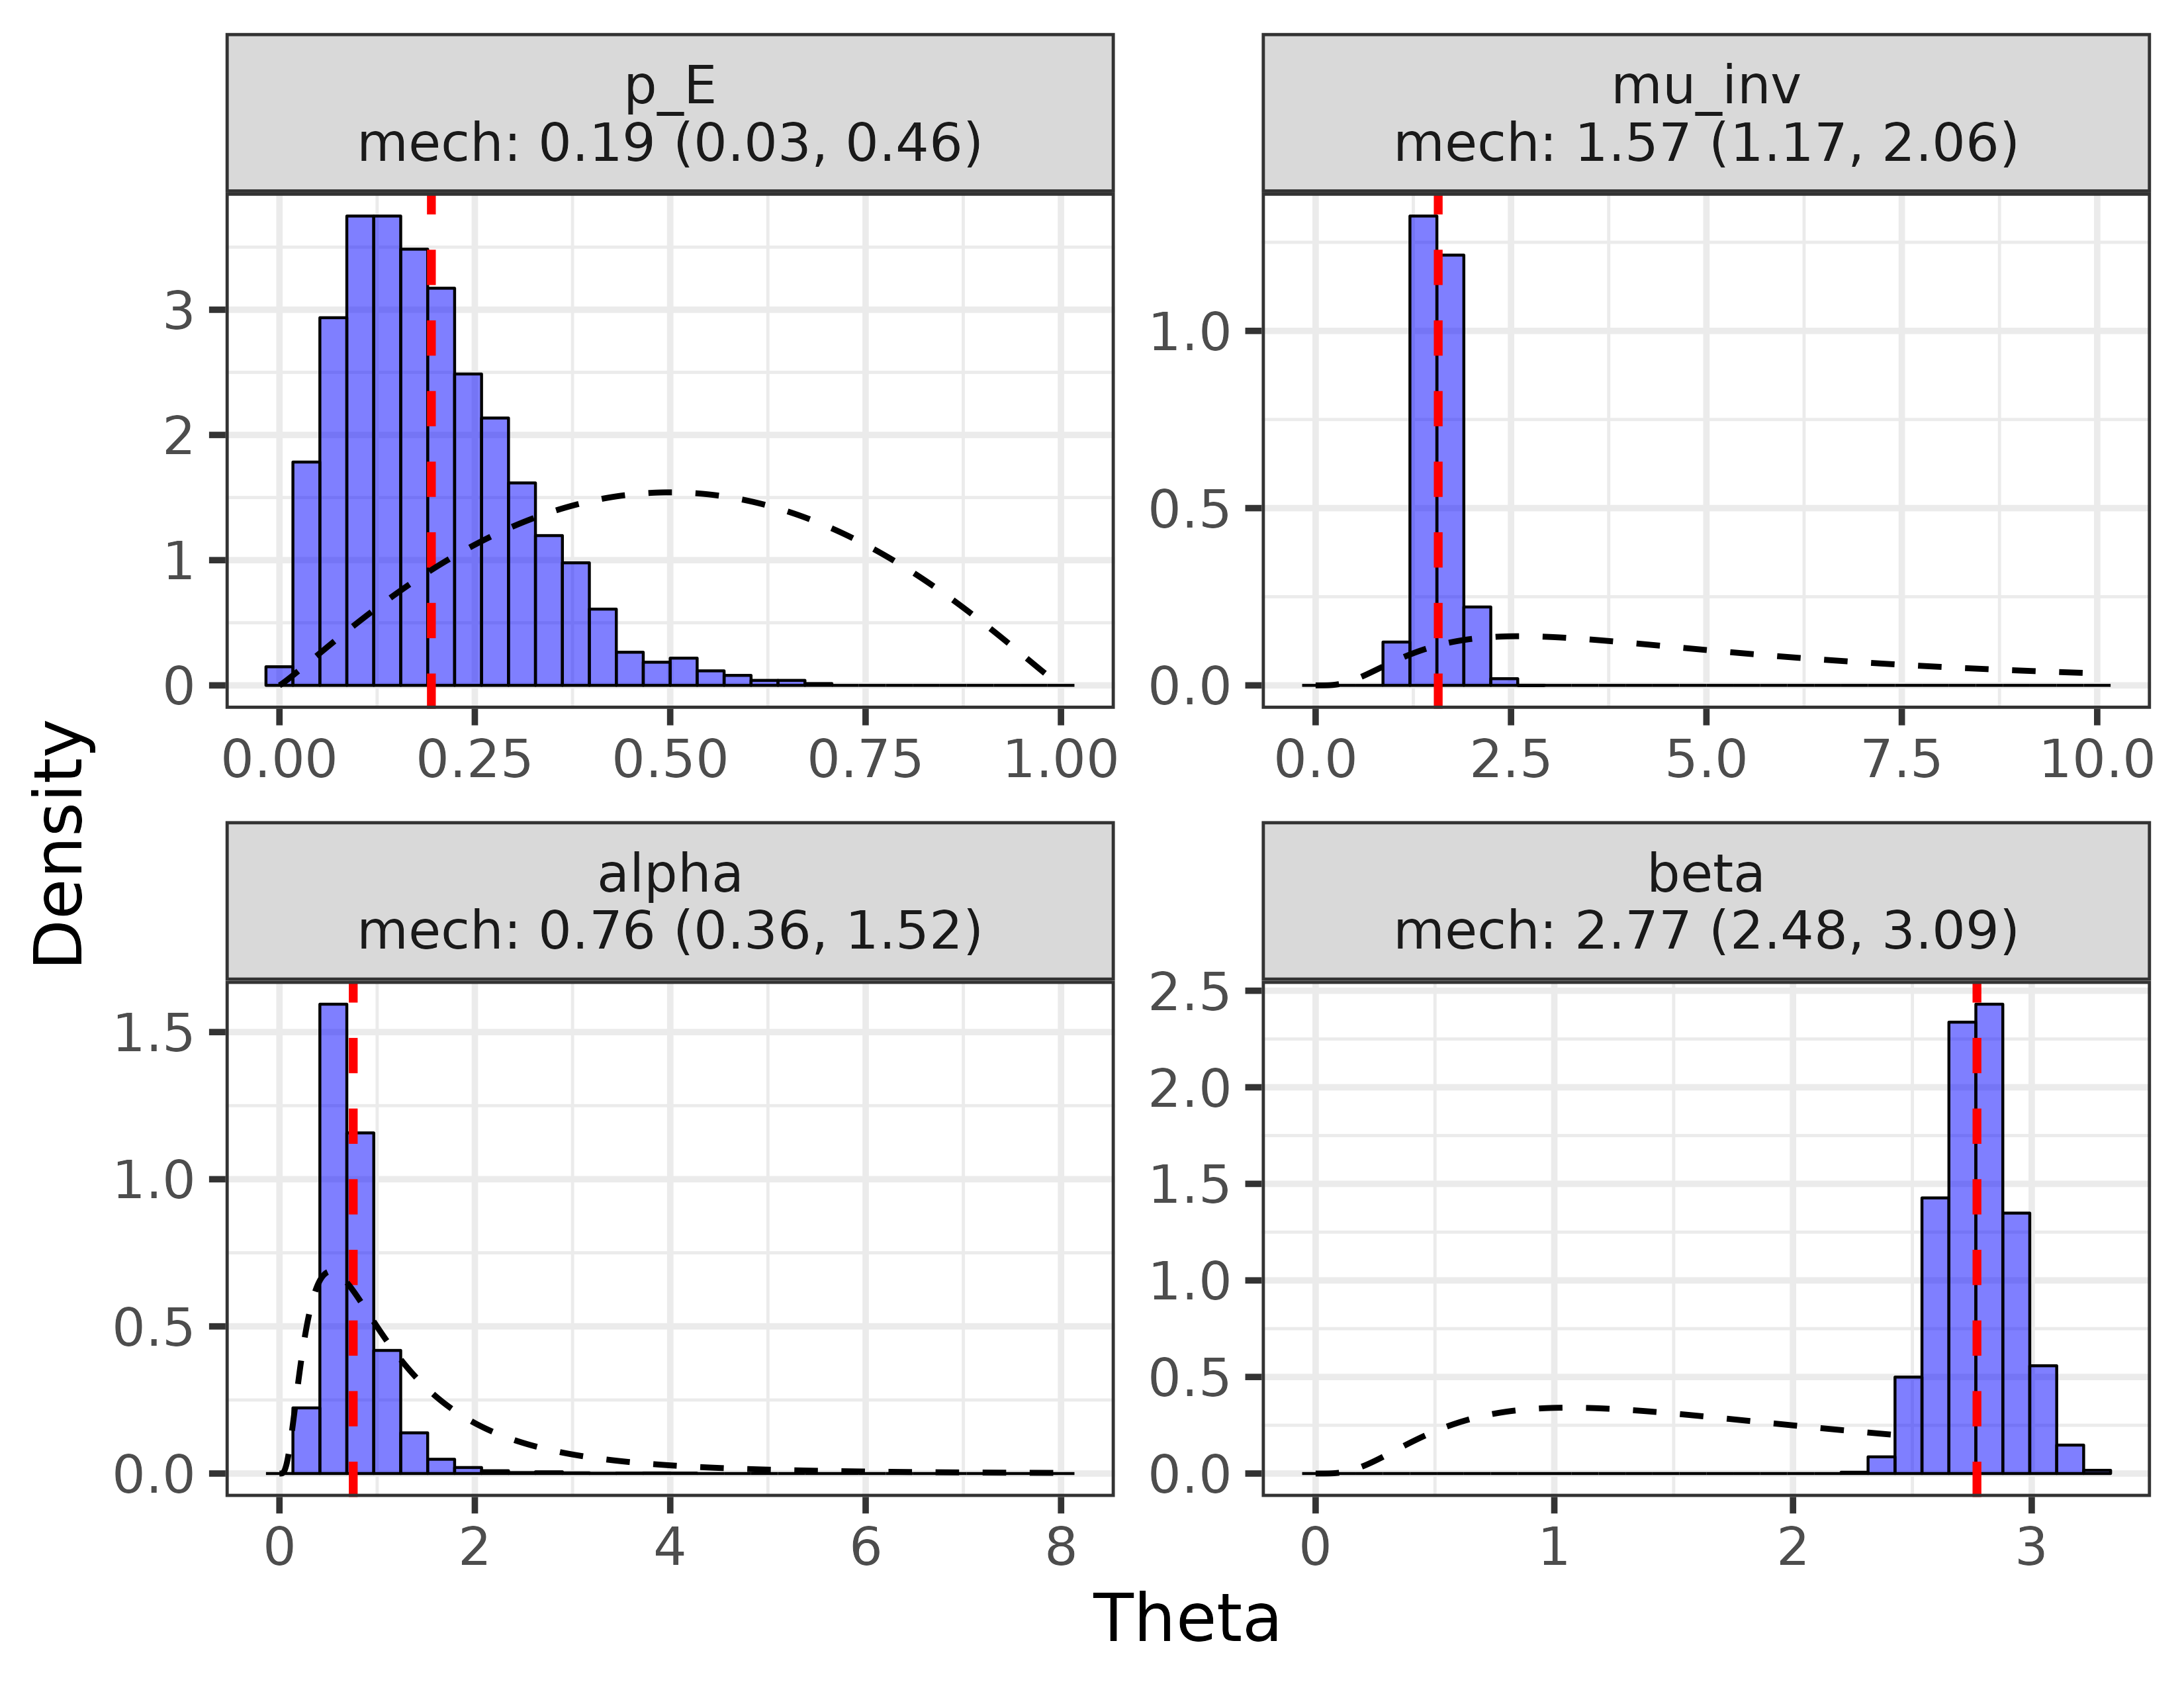 p_E
mech: 0.19 (0.03, 0.46)
mu_inv
mech: 1.57 (1.17, 2.06)
3
2
1
0
0.00 0.25 0.50 0.75 1.00
1.0
0.5
0.0
0.0 2.5 5.0 7.5 10.0
Density
alpha
mech: 0.76 (0.36, 1.52)
beta
mech: 2.77 (2.48, 3.09)
1.5
1.0
0.5
0.0
0 2 4 6 8
2.5
2.0
1.5
1.0
0.5
0.0
0 1 2 3
Theta